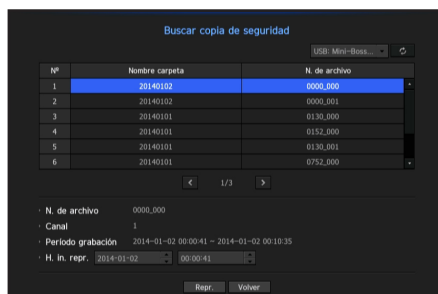 Buscar copia de seguridad
USB: Mini-Boss...
Nº Nombre carpeta N. de archivo
1 20140102 0000_000
2 20140102 0000_001
3 20140101 0130_000
4 20140101 0152_000
5 20140101 0130_001
6 20140101 0752_000
< 1/3 >
· N. de archivo 0000_000
· Canal 1
· Período grabación 2014-01-02 00:00:41 ~ 2014-01-02 00:10:35
· H. in. repr. 2014-01-02 00:00:41
Repr. Volver